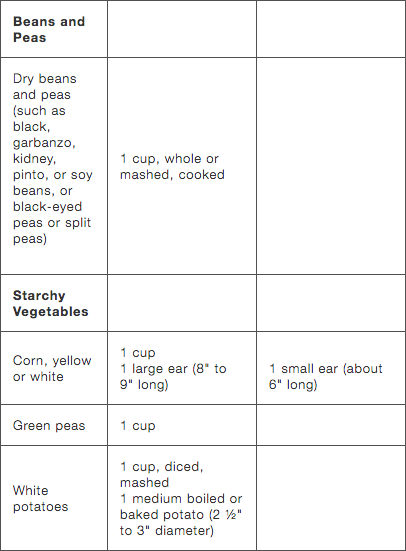 Beans and
Peas
Dry beans
and peas
(such as
black,
garbanzo,
kidney,
pinto, or soy
beans, or
black-eyed
peas or split
peas)
1 cup, whole or
mashed, cooked
Starchy
Vegetables
Corn, yellow
or white
1 cup
1 large ear (8" to
9" long)
1 small ear (about
6" long)
Green peas
1 cup
White
potatoes
1 cup, diced,
mashed
1 medium boiled or
baked potato (2 ½"
to 3" diameter)